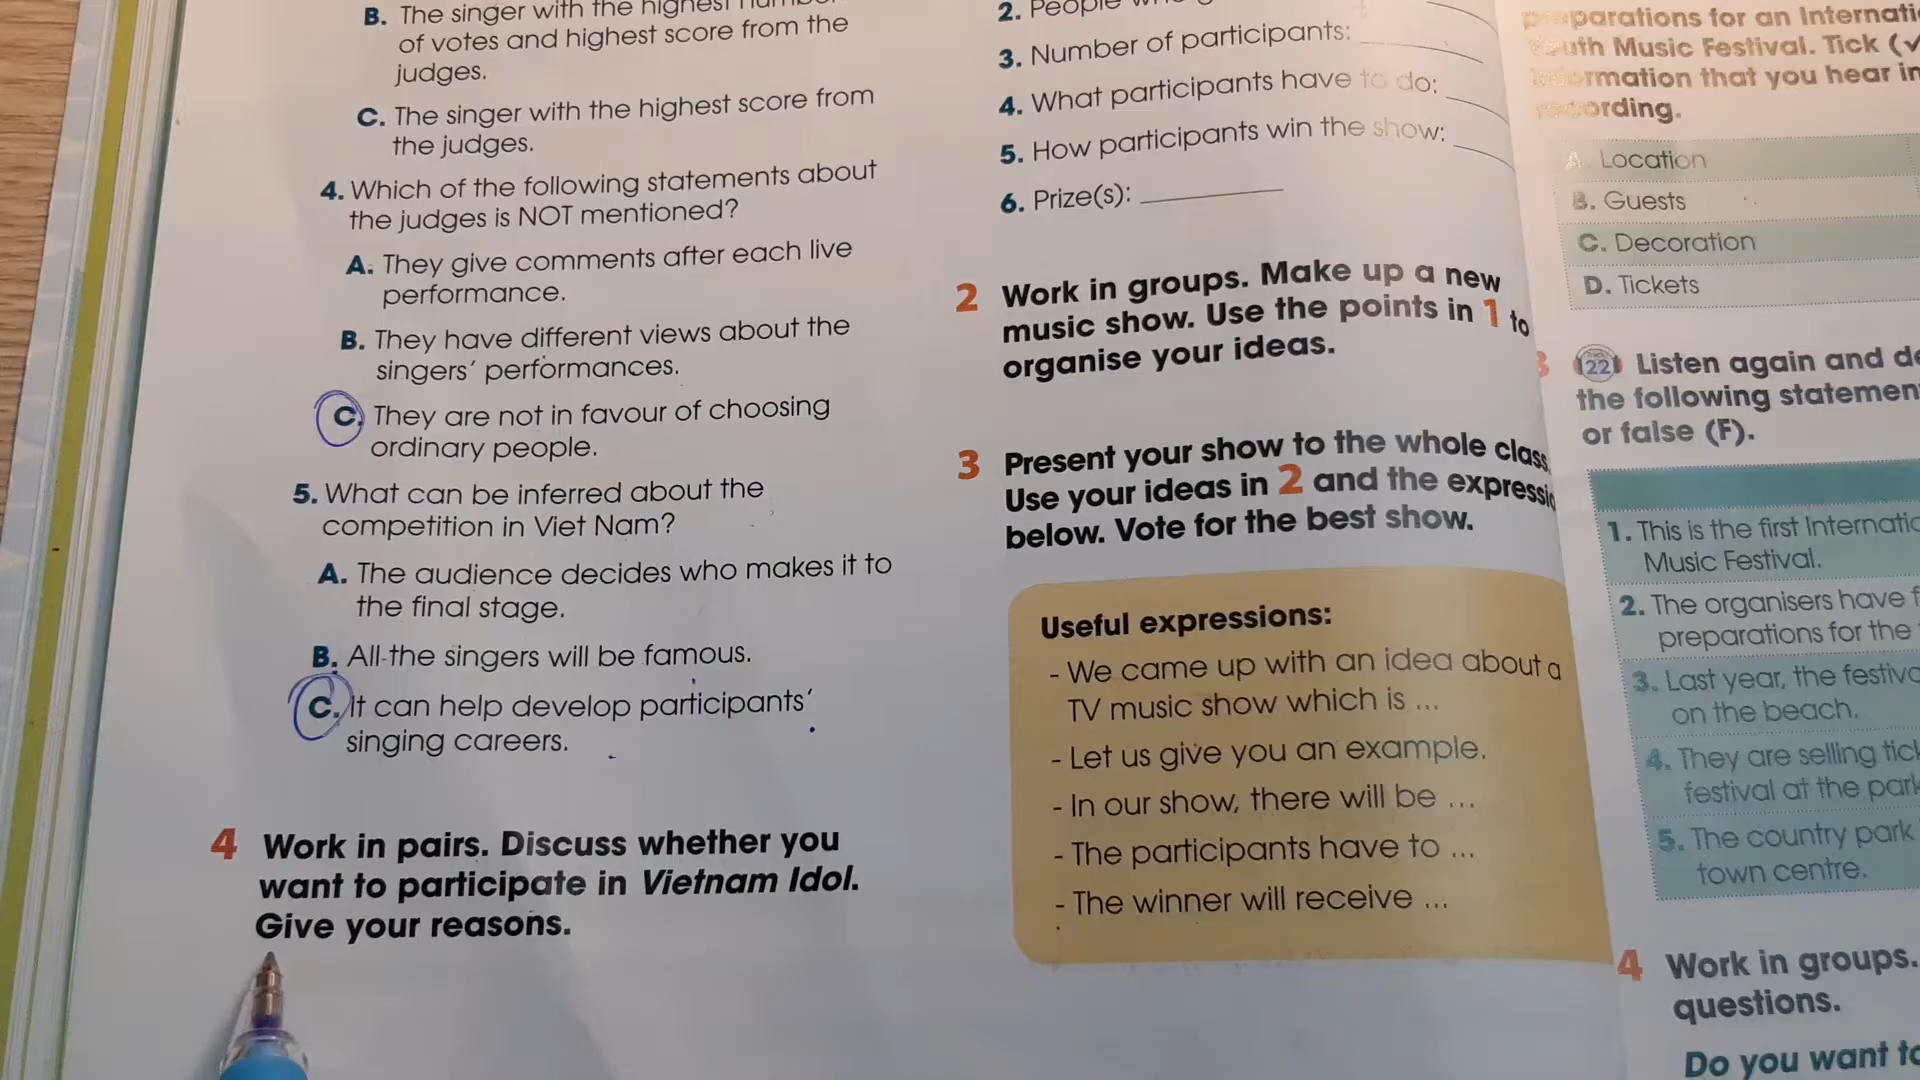 B. The singer with the highest
of votes and highest score from the
judges.
C. The singer with the highest score from
the judges.
4. Which of the following statements about
the judges is NOT mentioned?
A. They give comments after each live
performance.
B. They have different views about the
singers' performances.
C. They are not in favour of choosing
ordinary people.
5. What can be inferred about the
competition in Viet Nam?
A. The audience decides who makes it to
the final stage.
B. All the singers will be famous.
C. It can help develop participants'
singing careers.
4 Work in pairs. Discuss whether you
want to participate in Vietnam Idol.
Give your reasons.
2. People
3. Number of participants:
4. What participants have to do:
5. How participants win the show:
6. Prize(s):
2 Work in groups. Make up a new
music show. Use the points in 1 to
organise your ideas.
3 Present your show to the whole class
Use your ideas in 2 and the expressio
below. Vote for the best show.
Useful expressions:
- We came up with an idea about a
TV music show which is ...
- Let us give you an example.
- In our show, there will be ...
- The participants have to ...
- The winner will receive ...
preparations for an Internati
Youth Music Festival. Tick (✓
information that you hear in
recording.
A. Location
B. Guests
C. Decoration
D. Tickets
3 22 Listen again and de
the following statemen
or false (F).
1. This is the first Internatio
Music Festival.
2. The organisers have f
preparations for the
3. Last year, the festiva
on the beach.
4. They are selling tick
festival at the park
5. The country park
town centre.
4 Work in groups.
questions.
Do you want to